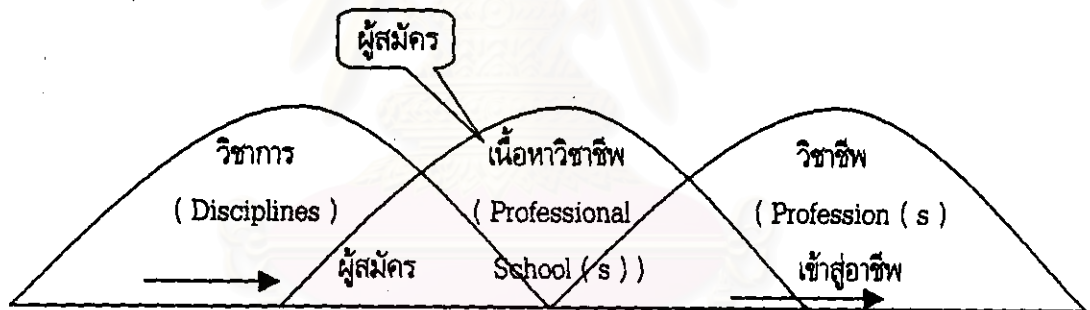 ผู้สมัคร
วิชาการ เนื้อหาวิชาชีพ วิชาชีพ
( Disciplines ) ( Professional ( Profession ( s )
ผู้สมัคร School ( s ) ) เข้าสู่อาชีพ